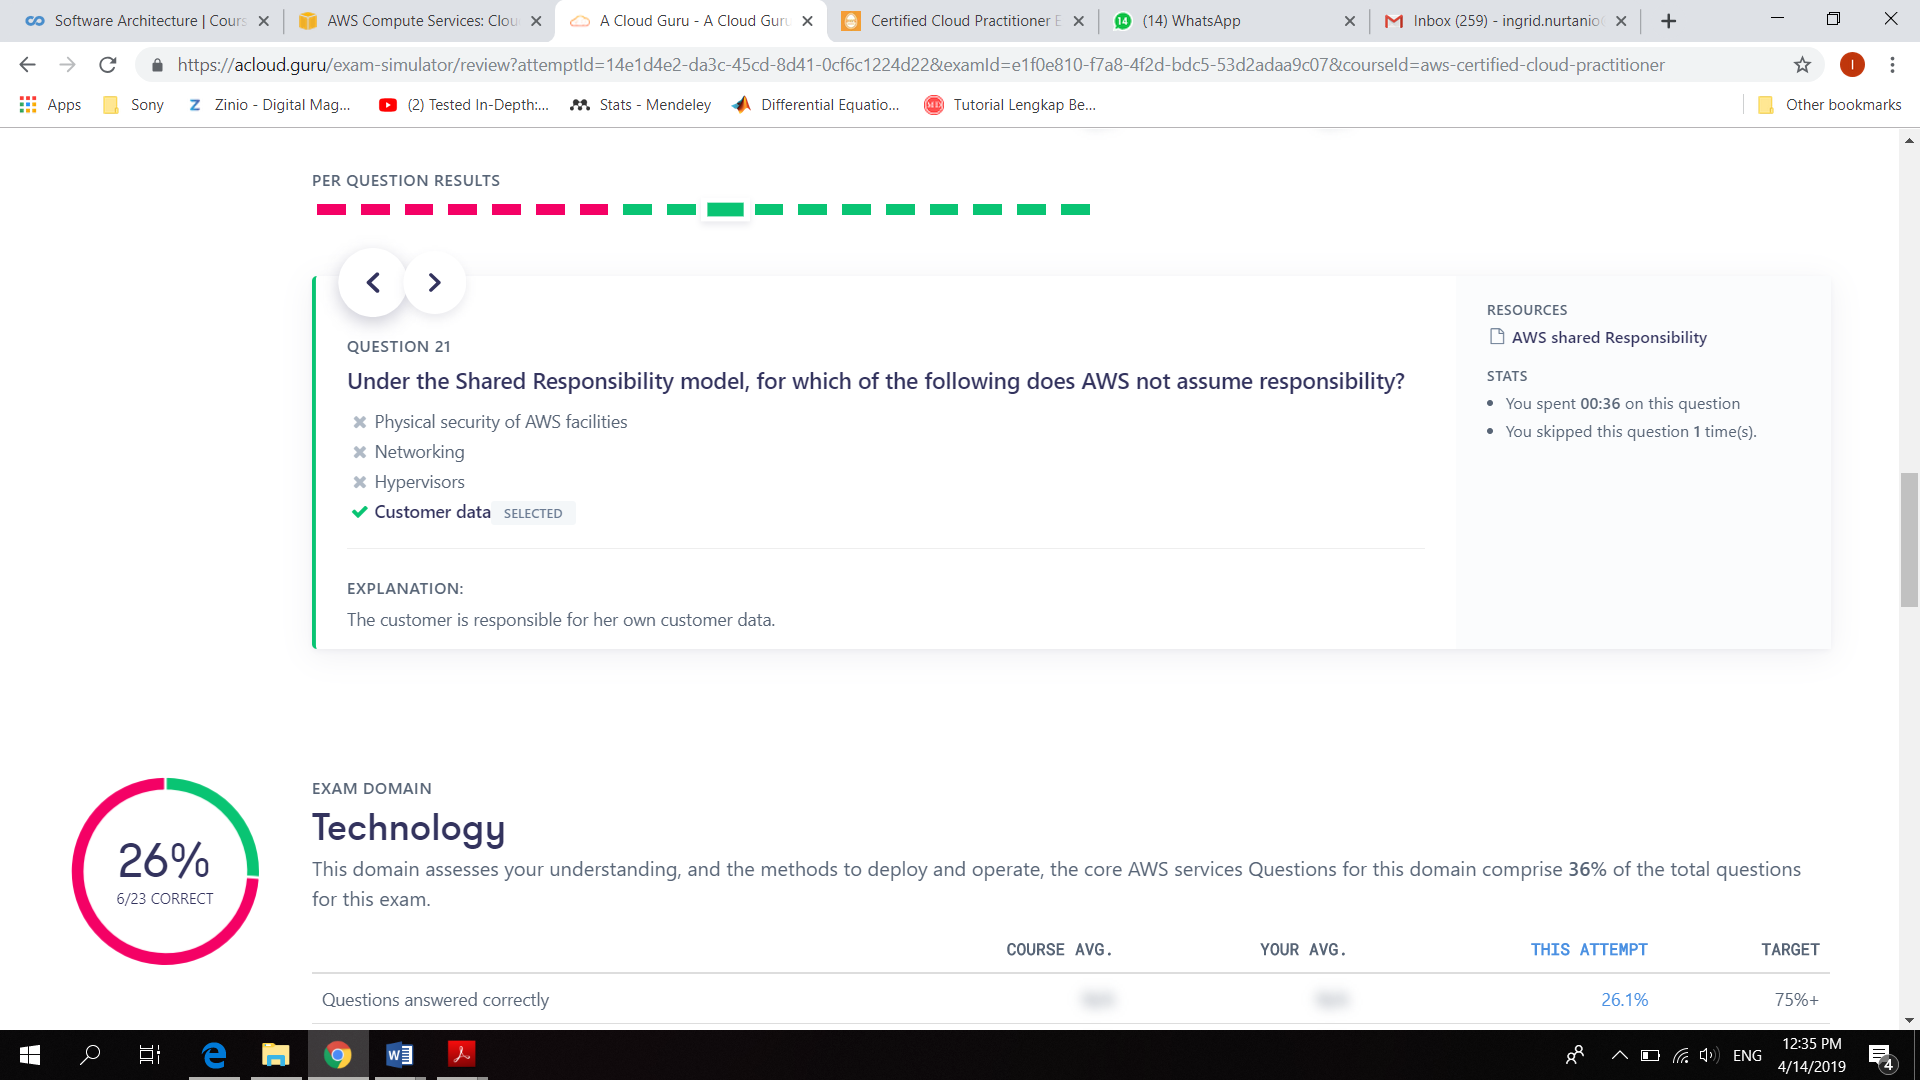 Software Architecture | Cours
AWS Compute Services: Clou
A Cloud Guru - A Cloud Guru
Certified Cloud Practitioner E
14
(14) WhatsApp
Inbox (259) - ingrid.nurtanio
https://acloud.guru/exam-simulator/review?attemptId=14e1d4e2-da3c-45cd-8d41-0cf6c1224d22&examId=e1f0e810-f7a8-4f2d-bdc5-53d2adaa9c07&courseId=aws-certified-cloud-practitioner
I
Apps
Sony
Z Zinio - Digital Mag...
(2) Tested In-Depth:...
Stats - Mendeley
Differential Equatio...
Tutorial Lengkap Be...
Other bookmarks
PER QUESTION RESULTS
QUESTION 21
Under the Shared Responsibility model, for which of the following does AWS not assume responsibility?
Physical security of AWS facilities
Networking
Hypervisors
Customer data SELECTED
EXPLANATION:
The customer is responsible for her own customer data.
RESOURCES
AWS shared Responsibility
STATS
You spent 00:36 on this question
You skipped this question 1 time(s).
26%
6/23 CORRECT
EXAM DOMAIN
Technology
This domain assesses your understanding, and the methods to deploy and operate, the core AWS services Questions for this domain comprise 36% of the total questions
for this exam.
COURSE AVG. YOUR AVG. THIS ATTEMPT TARGET
Questions answered correctly 26.1% 75%+
ENG
12:35 PM
4/14/2019
4